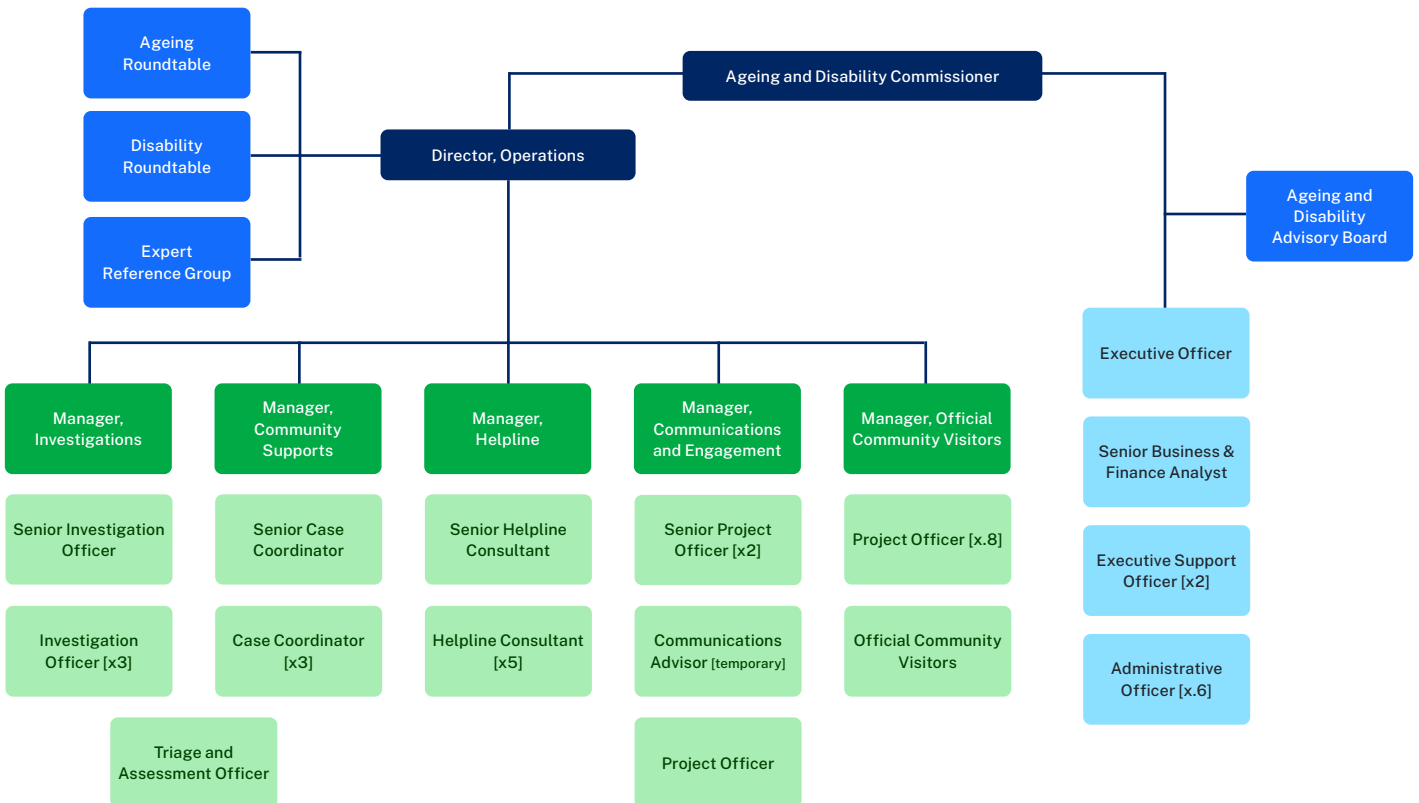 Ageing
Roundtable
Ageing and Disability Commissioner
Disability
Roundtable
Director, Operations
Expert
Reference Group
Ageing and
Disability
Advisory Board
Executive Officer
Senior Business &
Finance Analyst
Executive Support
Officer [x2]
Administrative
Officer [x.6]
Manager,
Investigations
Senior Investigation
Officer
Investigation
Officer [x3]
Manager,
Community
Supports
Senior Case
Coordinator
Case Coordinator
[x3]
Triage and
Assessment Officer
Manager,
Helpline
Senior Helpline
Consultant
Helpline Consultant
[x5]
Manager,
Communications
and Engagement
Senior Project
Officer [x2]
Communications
Advisor [temporary]
Project Officer
Manager, Official
Community Visitors
Project Officer [x.8]
Official Community
Visitors